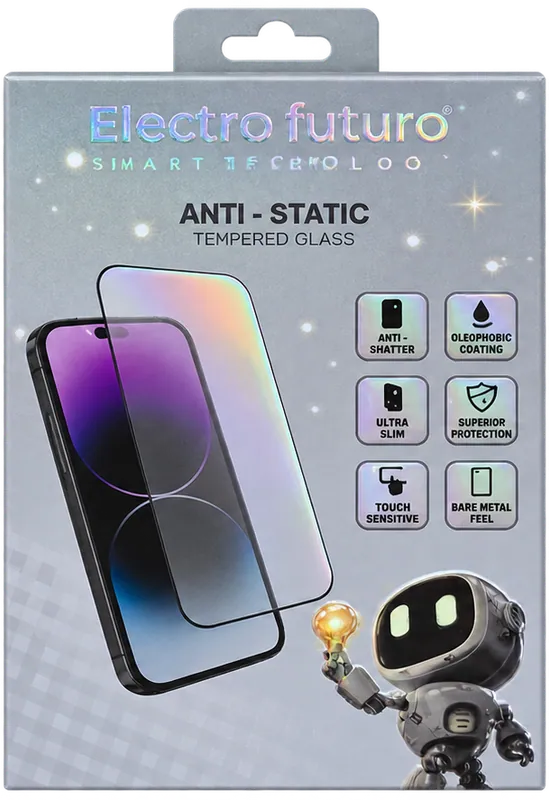 Electro futuro©
SIMART
ANTI - STATIC
TEMPERED GLASS
ANTI -
SHATTER
OLEOPHOBIC
COATING
ULTRA
SLIM
SUPERIOR
PROTECTION
TOUCH
SENSITIVE
BARE METAL
FEEL